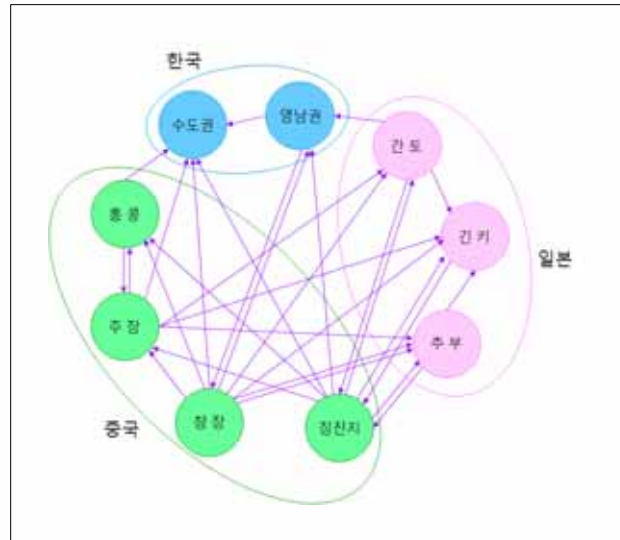 한국
수도권
영남권
간 토
홍 콩
긴 키
일본
주 장
주 부
창 장
중국
징진지